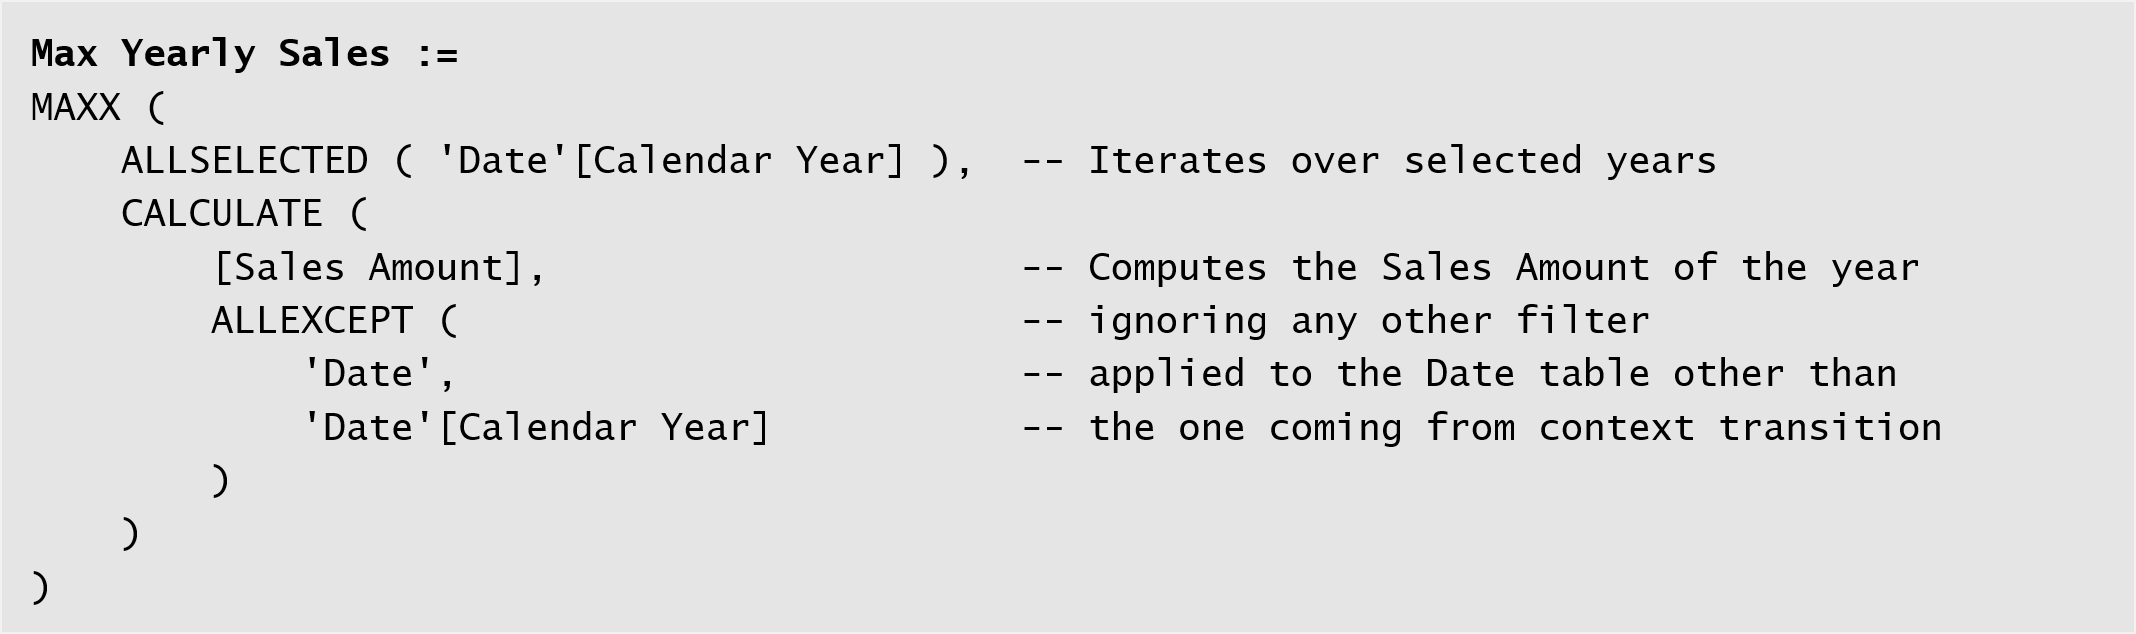 Max Yearly Sales :=
MAXX (
    ALLSELECTED ( 'Date'[Calendar Year] ),  -- Iterates over selected years
    CALCULATE (
        [Sales Amount],                     -- Computes the Sales Amount of the year
        ALLEXCEPT (                         -- ignoring any other filter
            'Date',                         -- applied to the Date table other than
            'Date'[Calendar Year]           -- the one coming from context transition
        )
    )
)